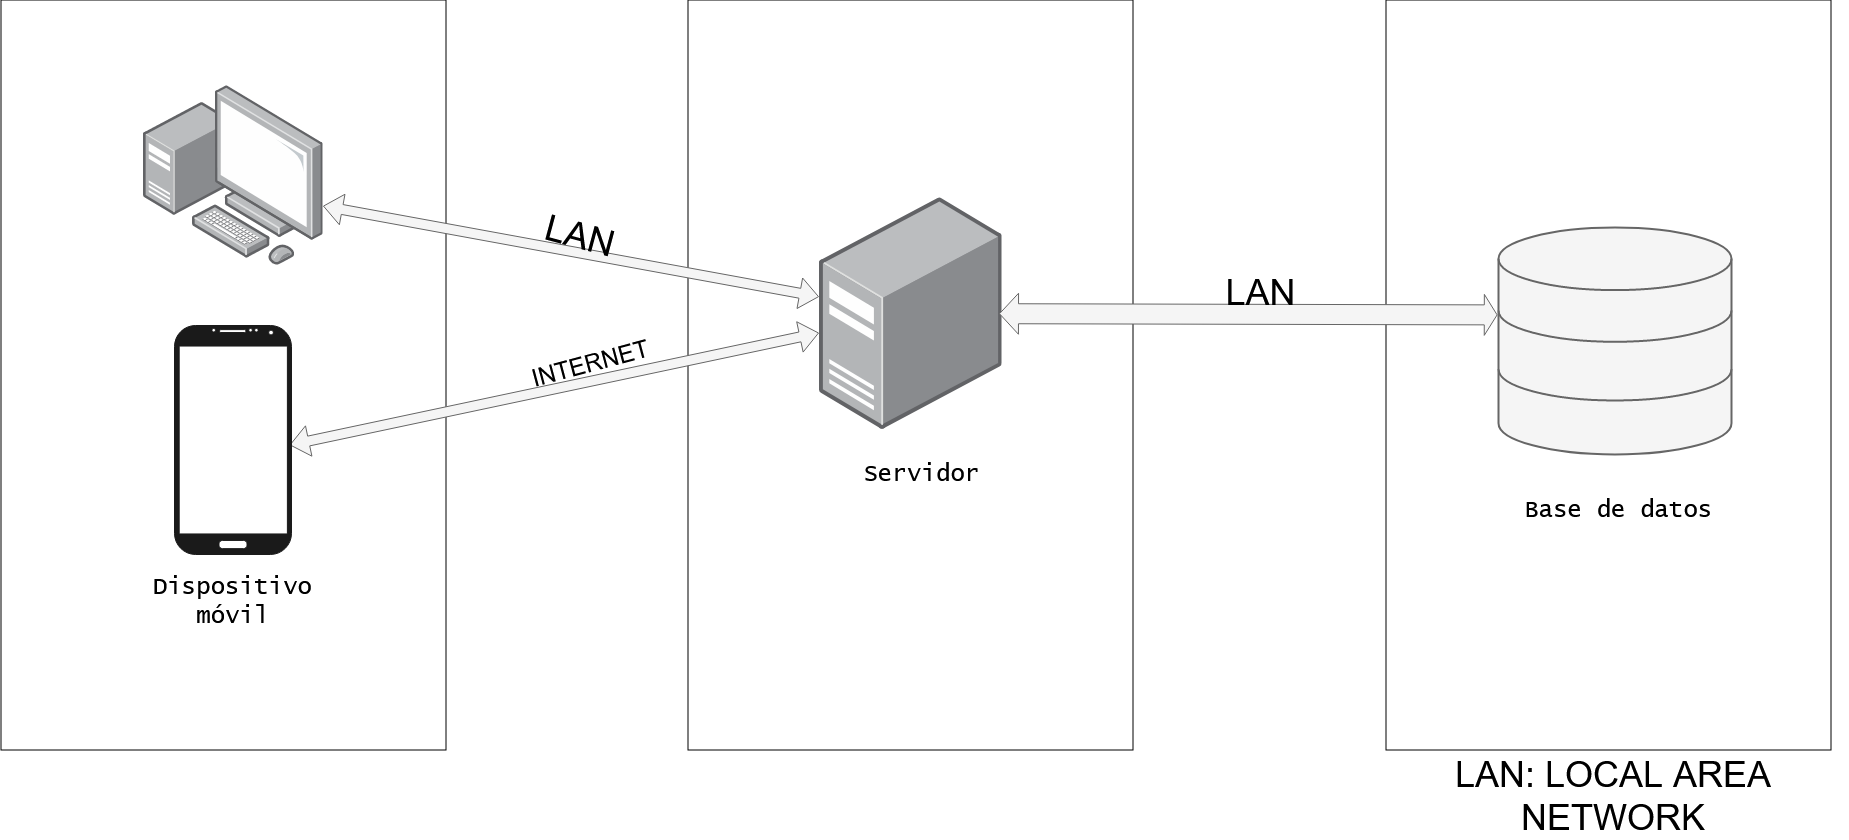 LAN
INTERNET
Dispositivo
móvil
Servidor
LAN
Base de datos
LAN: LOCAL AREA
NETWORK